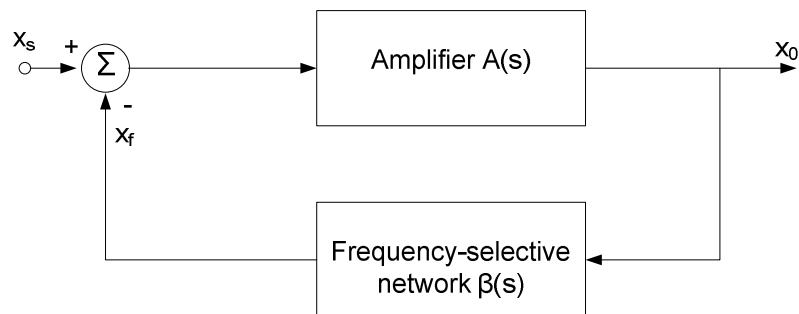 xs
+
Σ
-
xf
Amplifier A(s)
x0
Frequency-selective
network β(s)